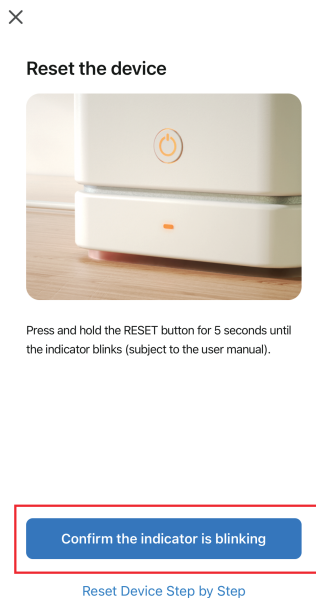 Reset the device
Press and hold the RESET button for 5 seconds until
the indicator blinks (subject to the user manual).
Confirm the indicator is blinking
Reset Device Step by Step